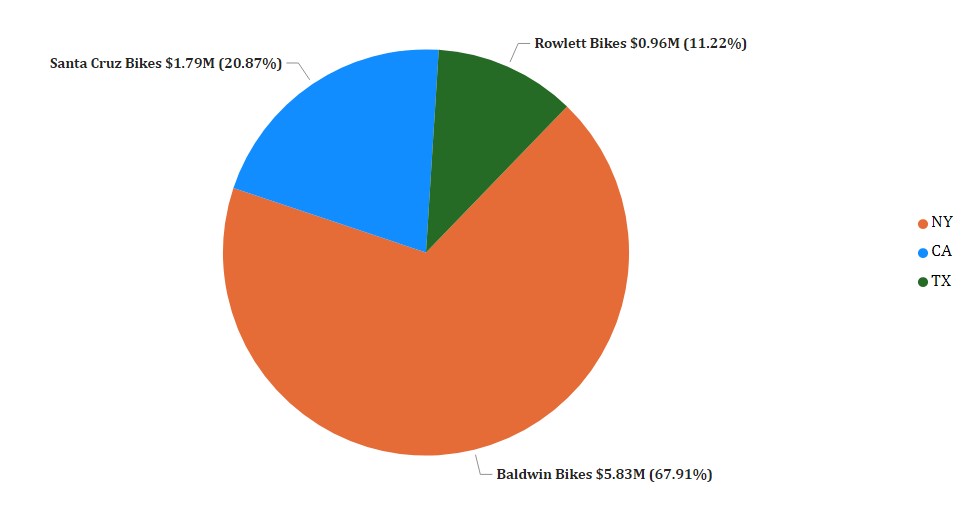 Rowlett Bikes $0.96M (11.22%)
Santa Cruz Bikes $1.79M (20.87%)
NY
CA
TX
Baldwin Bikes $5.83M (67.91%)